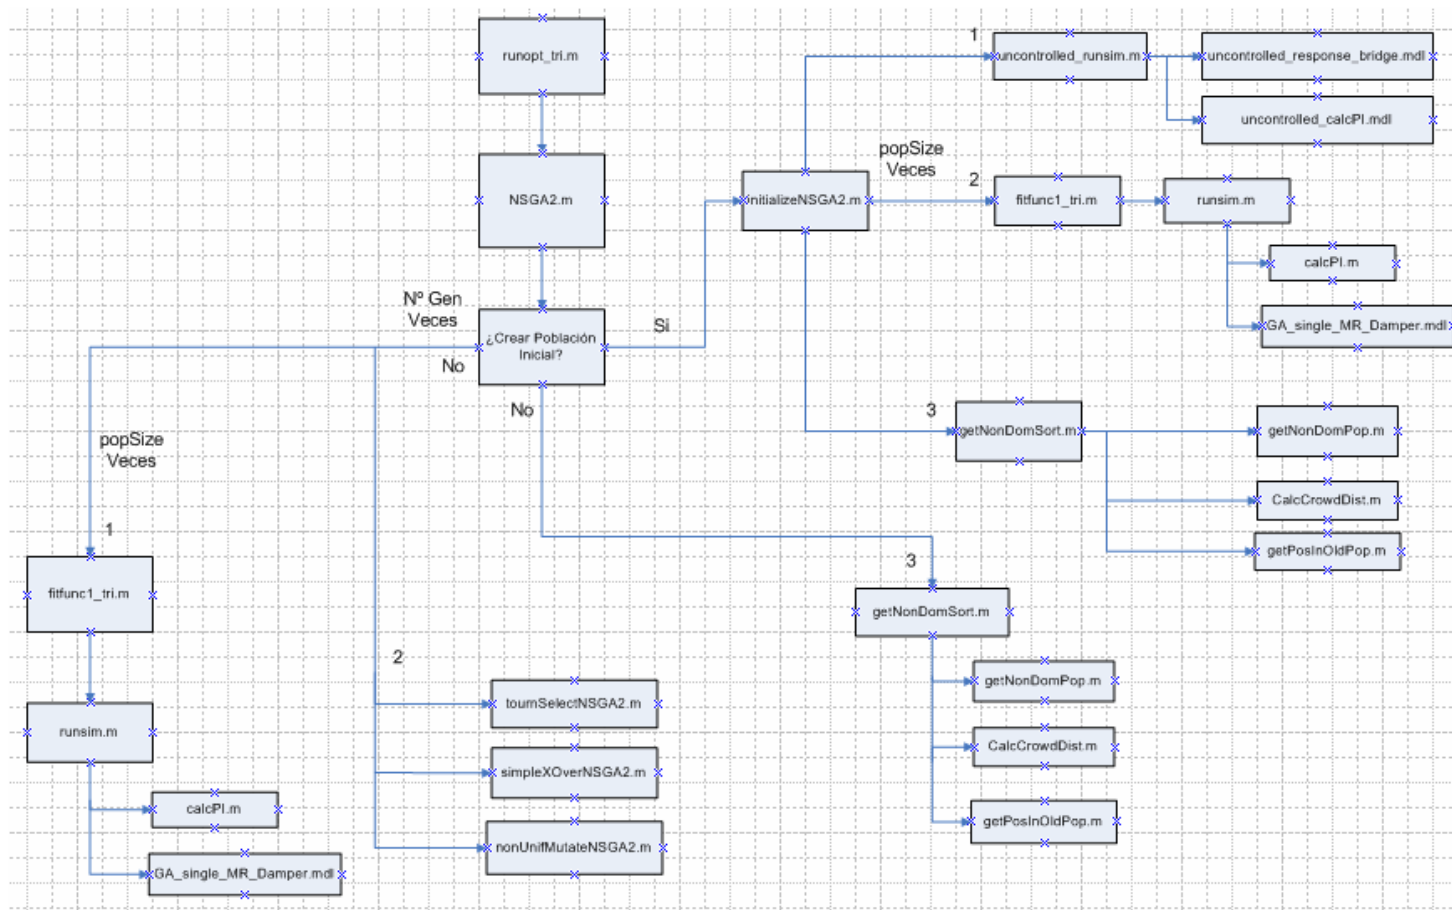 runopt_tri.m
1
uncontrolled_runsim.m
uncontrolled_response_bridge.mdl
uncontrolled_calcPI.mdl
NSGA2.m
initializeNSGA2.m
popSize
Veces
2
fitfunc1_tri.m
runsim.m
calcPI.m
GA_single_MR_Damper.mdl
Nº Gen
Veces
¿Crear Población
Inicial?
Si
No
No
3
getNonDomSort.m
getNonDomPop.m
CalcCrowdDist.m
getPosInOldPop.m
popSize
Veces
1
fitfunc1_tri.m
runsim.m
calcPI.m
GA_single_MR_Damper.mdl
2
tournSelectNSGA2.m
simpleXOverNSGA2.m
nonUnifMutateNSGA2.m
3
getNonDomSort.m
getNonDomPop.m
CalcCrowdDist.m
getPosInOldPop.m